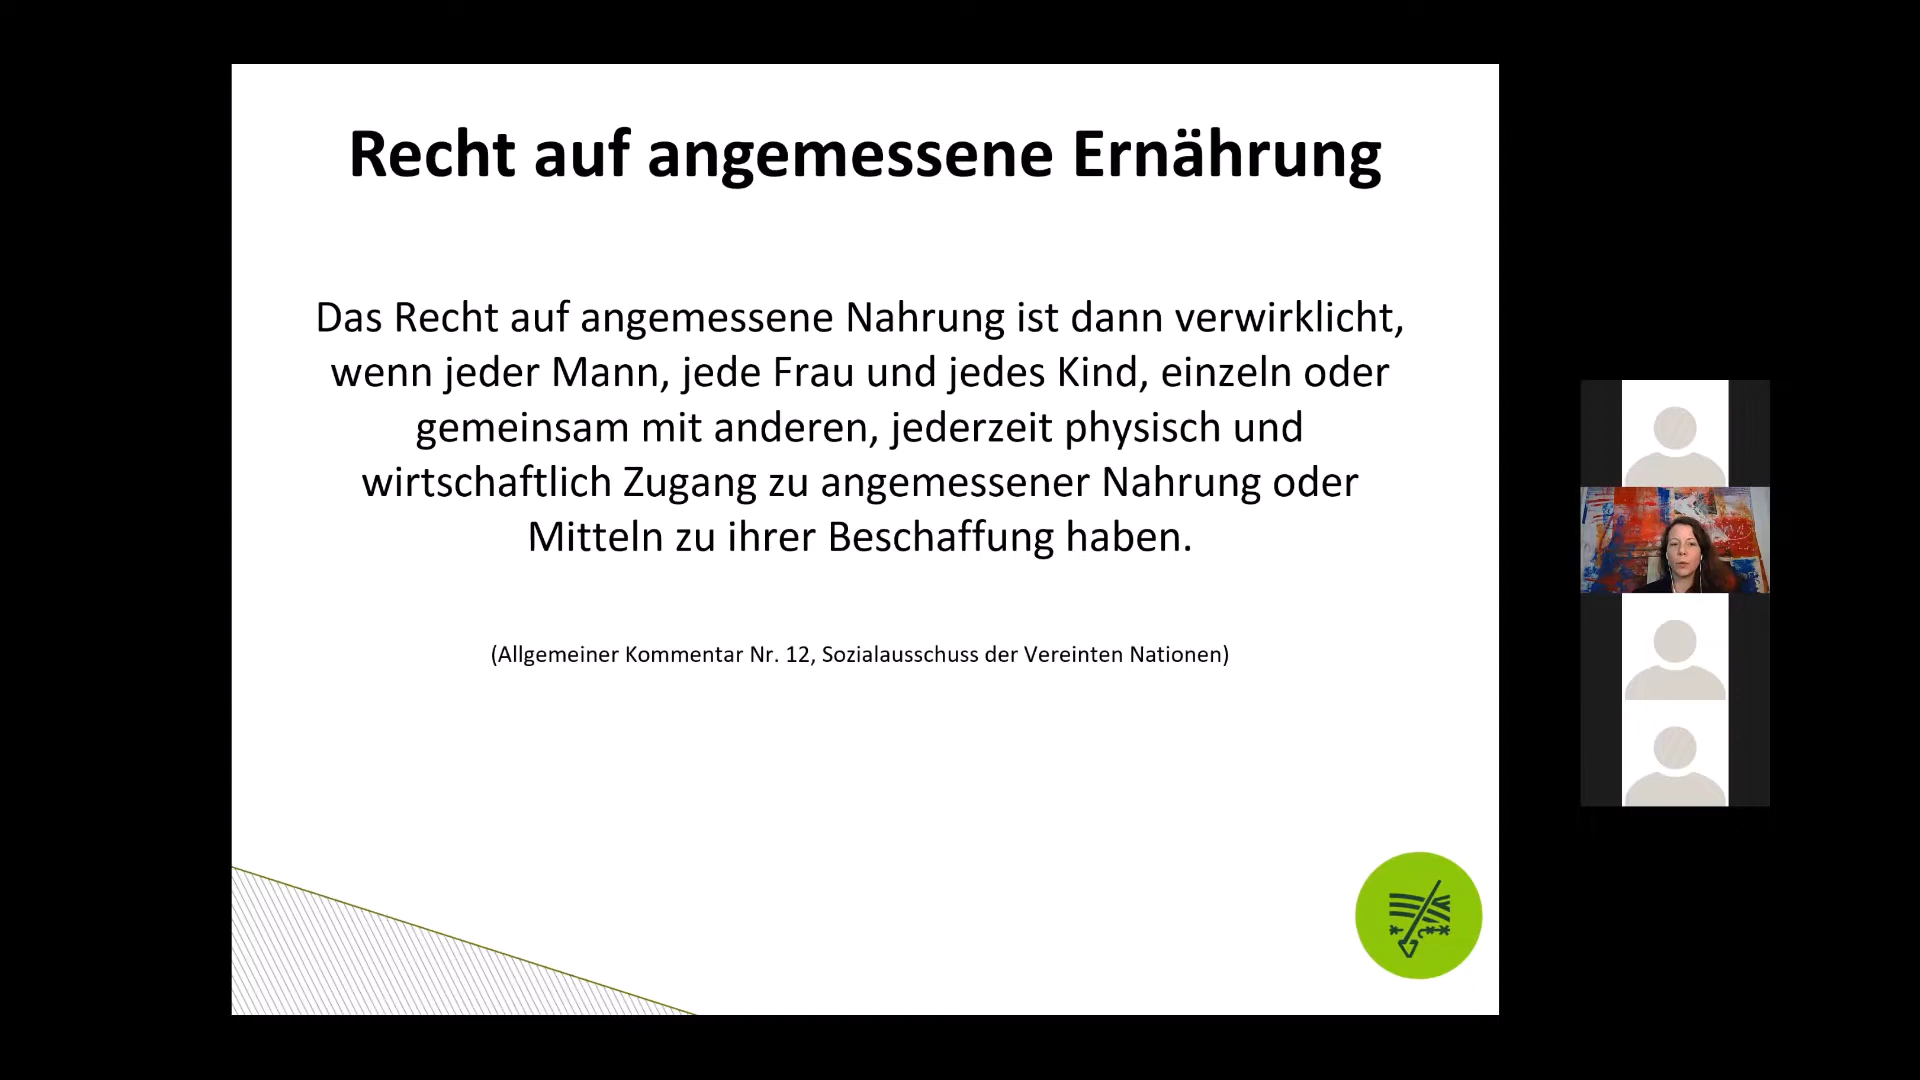 Recht auf angemessene Ernährung
Das Recht auf angemessene Nahrung ist dann verwirklicht,
wenn jeder Mann, jede Frau und jedes Kind, einzeln oder
gemeinsam mit anderen, jederzeit physisch und
wirtschaftlich Zugang zu angemessener Nahrung oder
Mitteln zu ihrer Beschaffung haben.
(Allgemeiner Kommentar Nr. 12, Sozialausschuss der Vereinten Nationen)